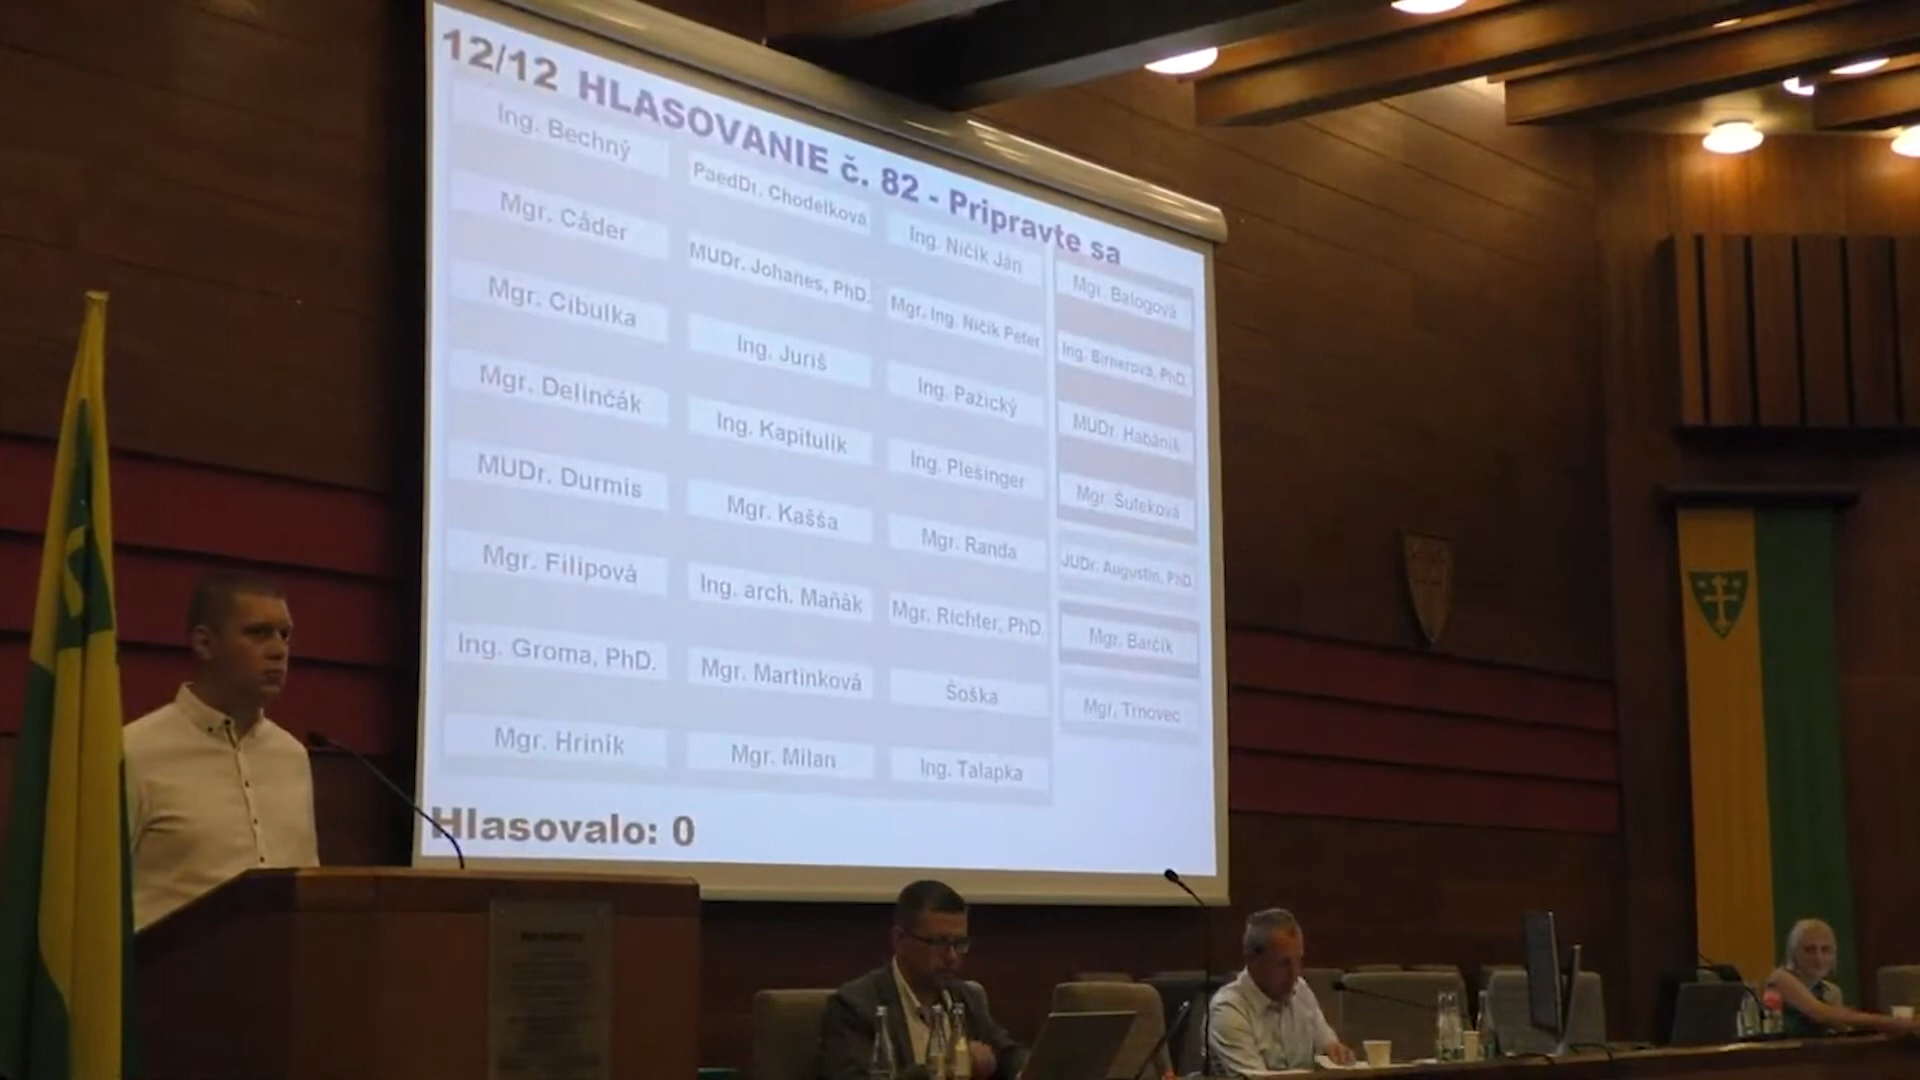 12/12 HLASOVANIE č. 82 - Pripravte sa
Ing. Bechný
Mgr. Cáder
Mgr. Cibulka
Mgr. Delinčák
MUDr. Durmis
Mgr. Filipová
Ing. Groma, PhD.
Mgr. Hriník
PaedDr. Chodelková
MUDr. Johanes, PhD.
Ing. Juriš
Ing. Kapitulík
Mgr. Kašša
Ing. arch. Maňák
Mgr. Martinková
Mgr. Milan
Ing. Ničík Ján
Mgr. Ing. Ničík Peter
Ing. Pažický
Ing. Plešinger
Mgr. Randa
Mgr. Richter, PhD.
Šoška
Ing. Talapka
Mgr. Balogová
Ing. Birnerová, PhD.
MUDr. Habánik
Mgr. Šuteková
JUDr. Augustín, PhD.
Mgr. Barčík
Mgr. Trnovec
Hlasovalo: 0